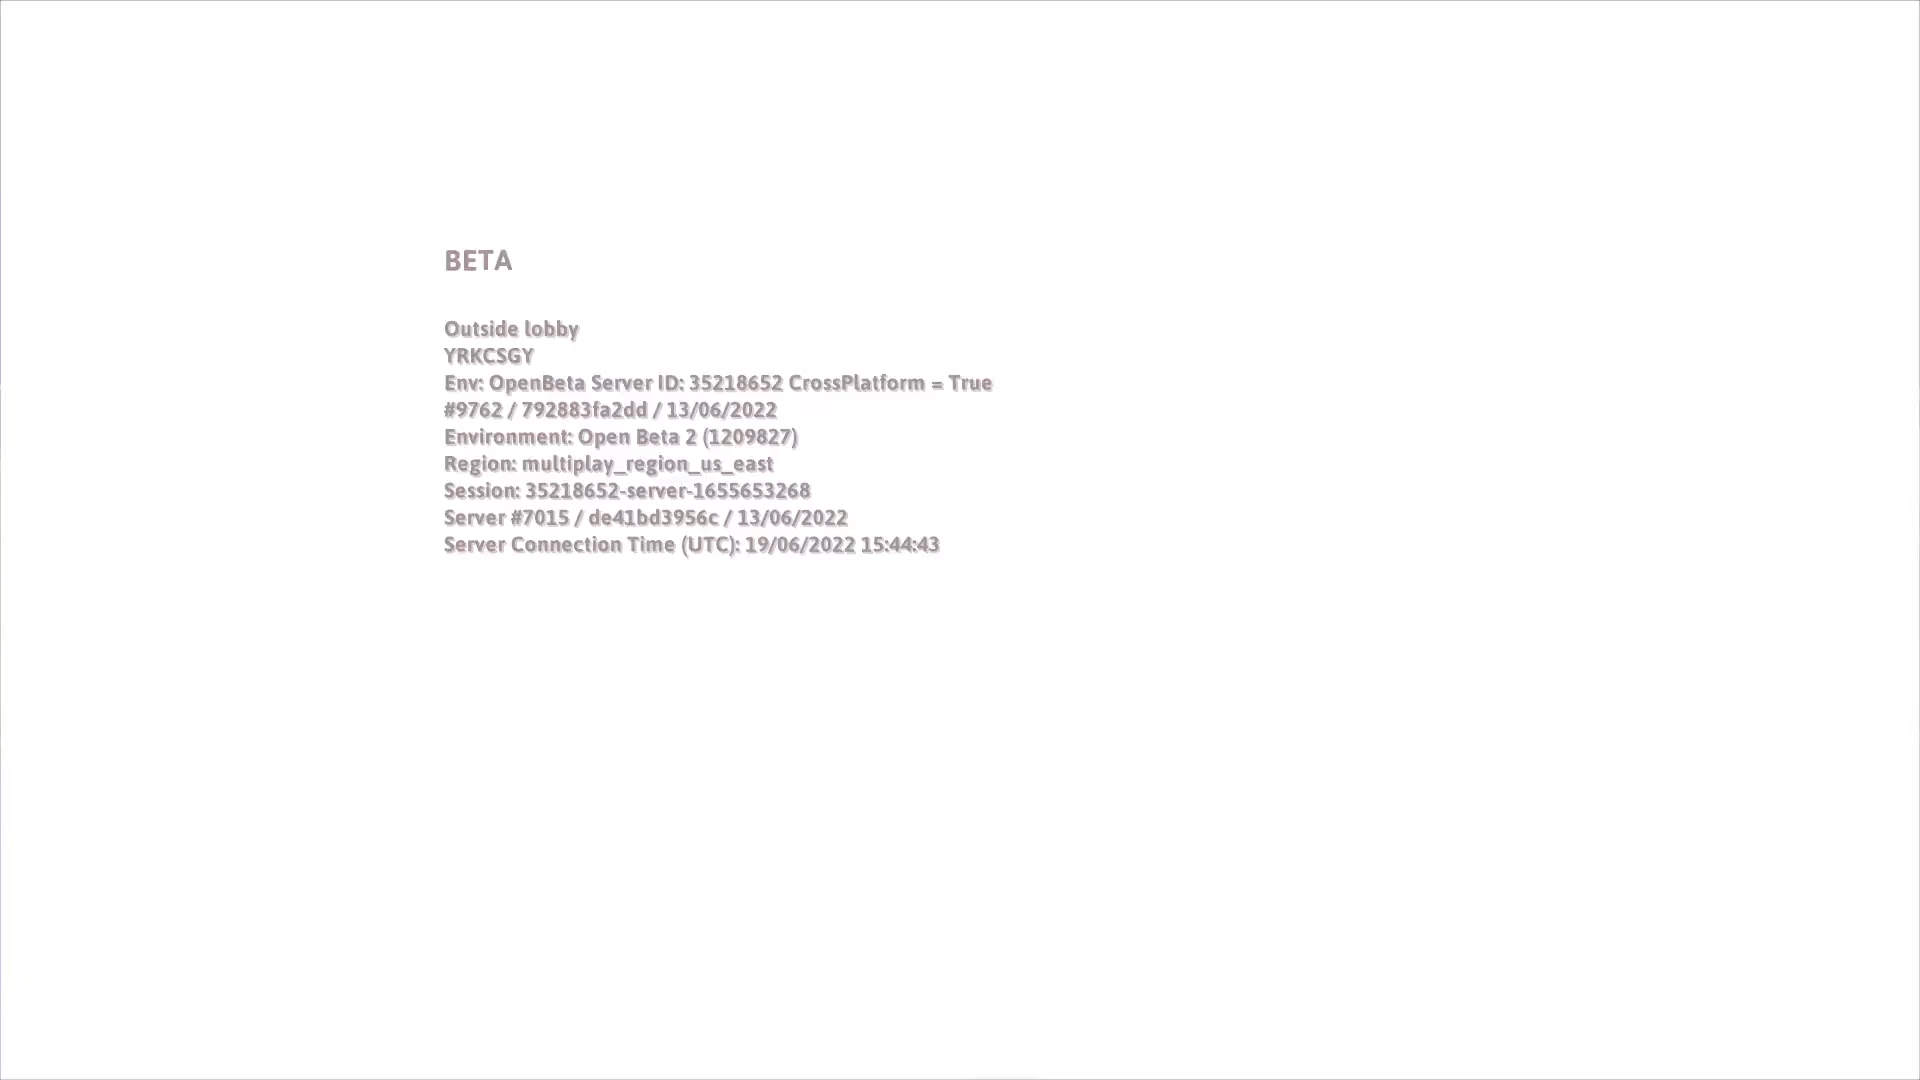 BETA
Outside lobby
YRKCSGY
Env: OpenBeta Server ID: 35218652 CrossPlatform = True
#9762 / 792883fa2dd / 13/06/2022
Environment: Open Beta 2 (1209827)
Region: multiplay_region_us_east
Session: 35218652-server-1655653268
Server #7015 / de41bd3956c / 13/06/2022
Server Connection Time (UTC): 19/06/2022 15:44:43